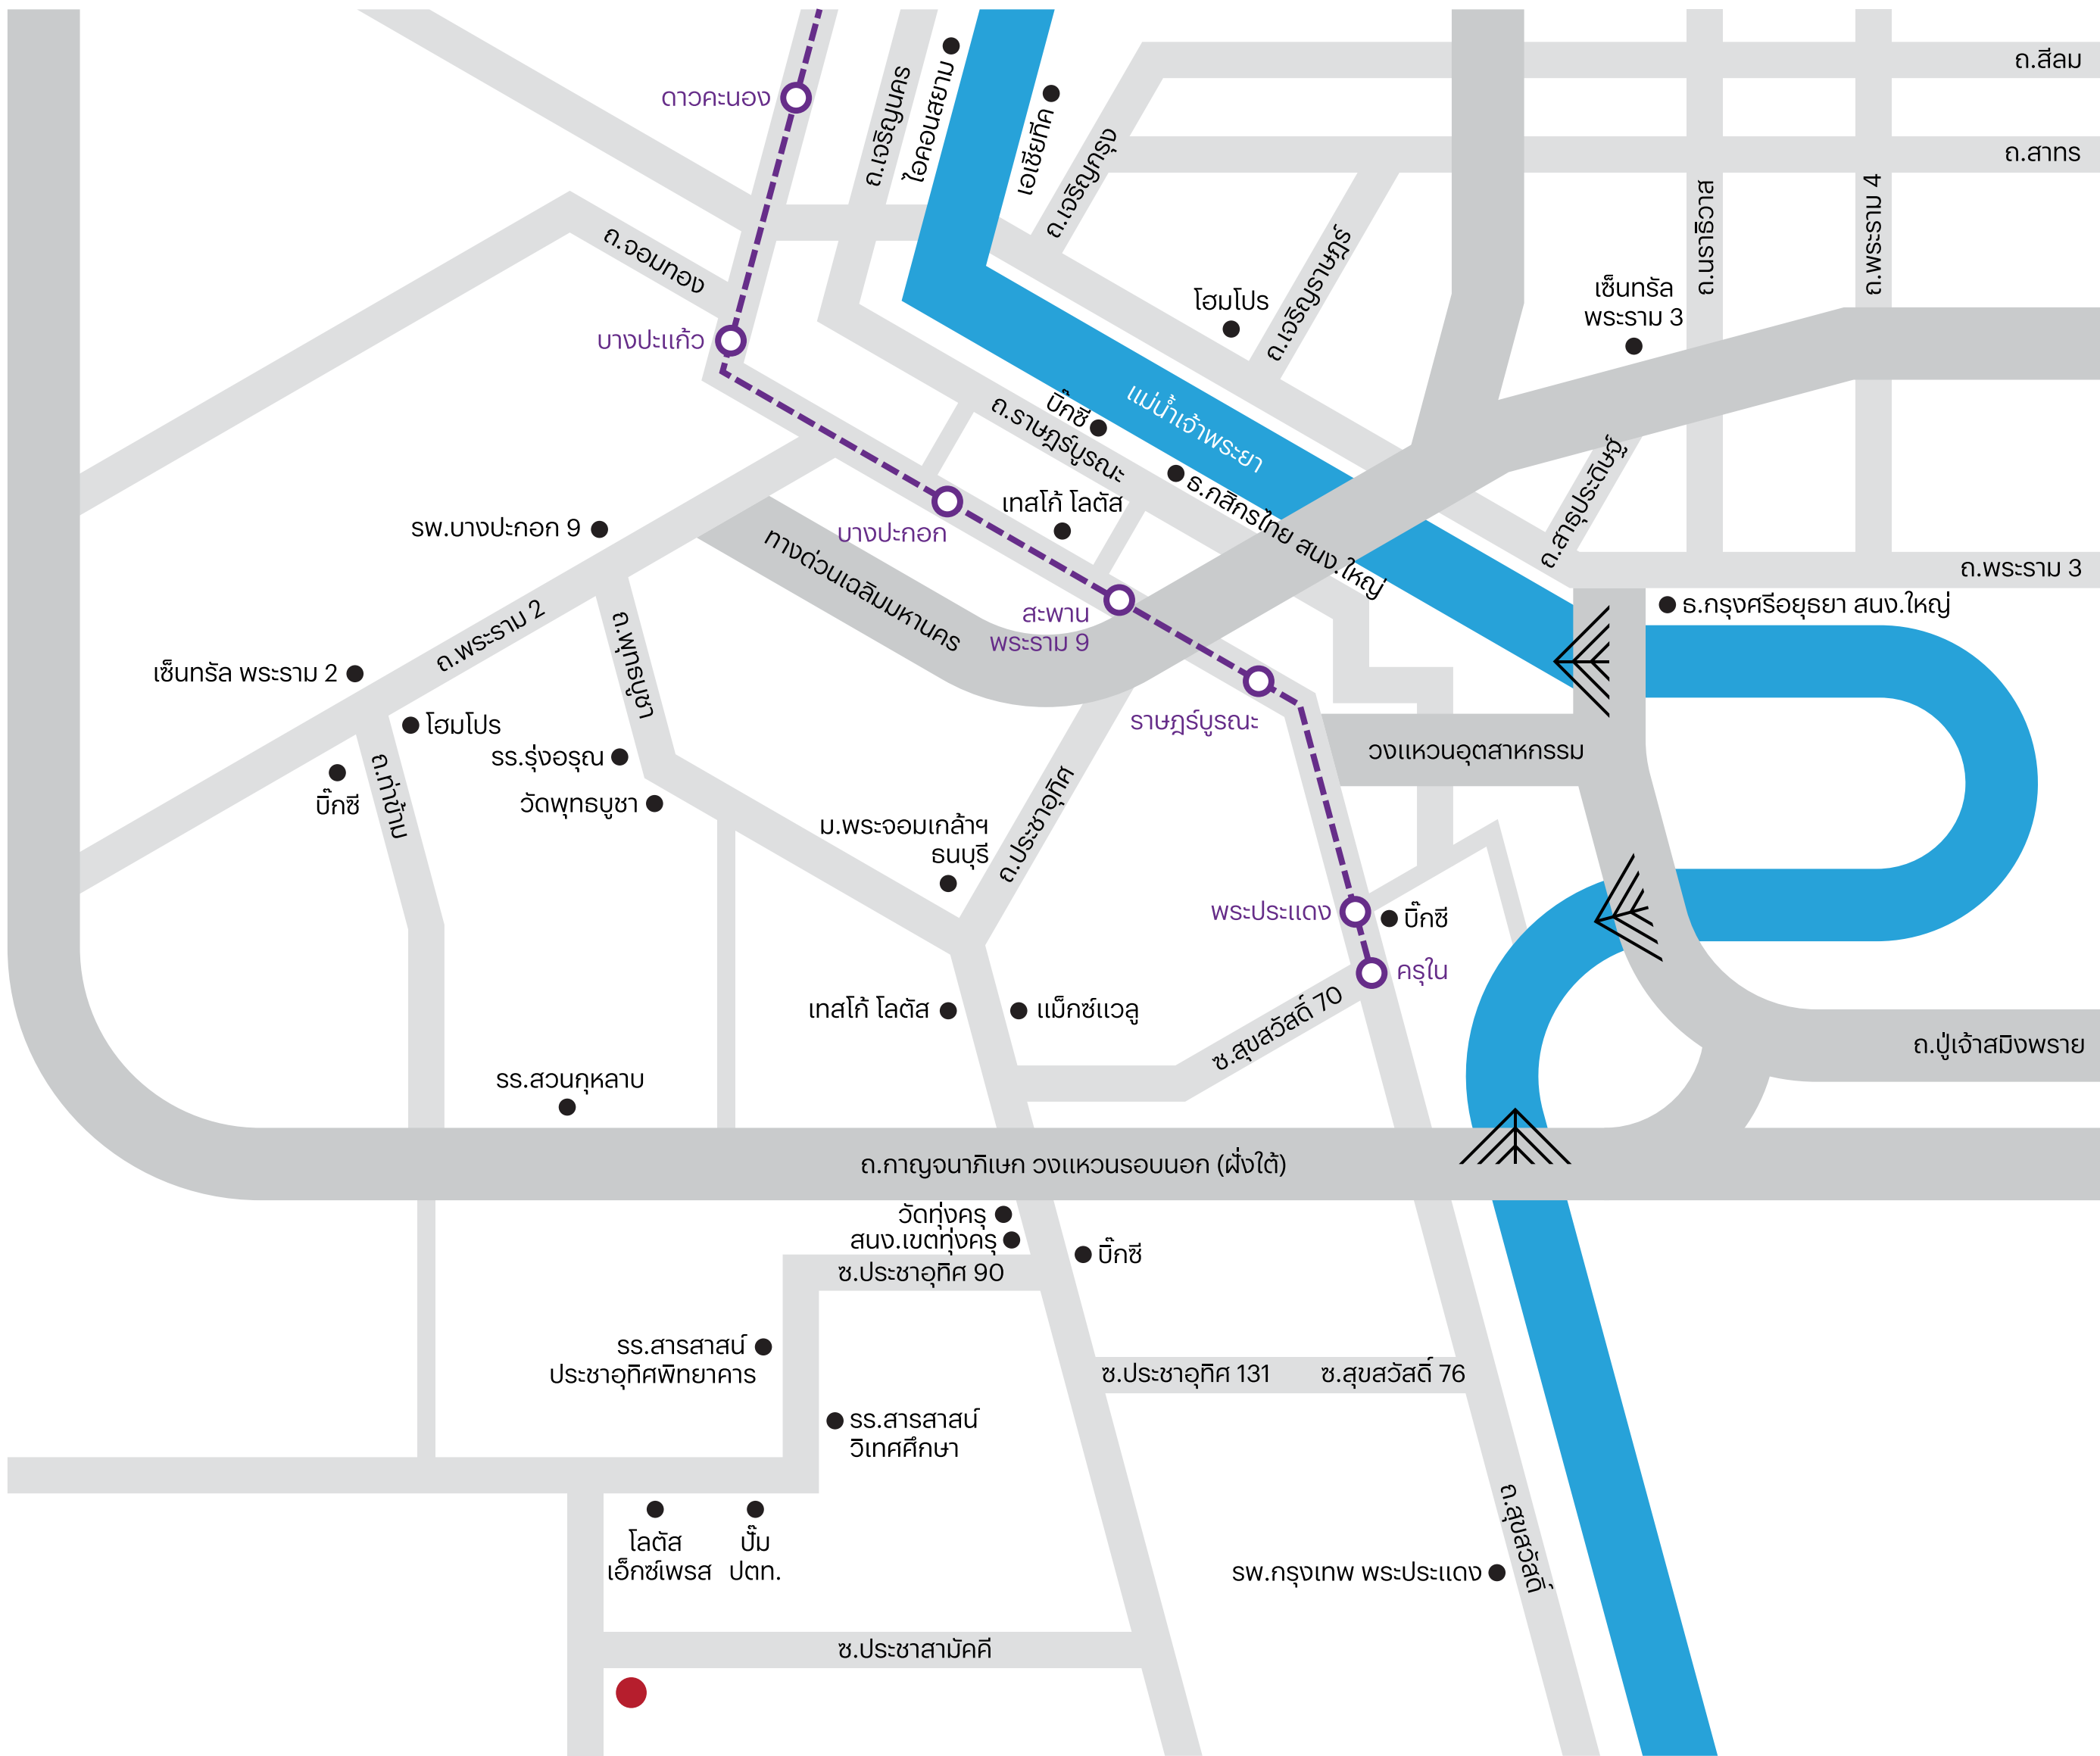 ถ.สีลม
ดาวคะนอง
ถ.เจริญนคร
ไอคอนสยาม
เอเชียทีค
ถ.เจริญกรุง
ถ.สาทร
ถ.นราธิวาส
ถ.พระราม 4
ถ.จอมทอง
โฮมโปร
ถ.เจริญราษฎร์
เซ็นทรัล
พระราม 3
บางปะแก้ว
บิ๊กซี
ถ.ราษฎร์บูรณะ
แม่น้ำเจ้าพระยา
ธ.กสิกรไทย สนง.ใหญ่
ถ.สาธุประดิษฐ์
รพ.บางปะกอก 9
ทางด่วนเฉลิมมหานคร
บางปะกอก
เทสโก้ โลตัส
ถ.พระราม 3
ธ.กรุงศรีอยุธยา สนง.ใหญ่
สะพาน
พระราม 9
ถ.พระราม 2
ถ.พุทธบูชา
เซ็นทรัล พระราม 2
โฮมโปร
ราษฎร์บูรณะ
รร.รุ่งอรุณ
วงแหวนอุตสาหกรรม
บิ๊กซี
ถ.ท่าข้าม
วัดพุทธบูชา
ม.พระจอมเกล้าฯ
ธนบุรี
ถ.ประชาอุทิศ
พระประแดง
บิ๊กซี
ครุใน
เทสโก้ โลตัส
แม็กซ์แวลู
ซ.สุขสวัสดิ์ 70
ถ.ปู่เจ้าสมิงพราย
รร.สวนกุหลาบ
ถ.กาญจนาภิเษก วงแหวนรอบนอก (ฝั่งใต้)
วัดทุ่งครุ
สนง.เขตทุ่งครุ
บิ๊กซี
ซ.ประชาอุทิศ 90
รร.สารสาสน์
ประชาอุทิศพิทยาคาร
ซ.ประชาอุทิศ 131
ซ.สุขสวัสดิ์ 76
รร.สารสาสน์
วิเทศศึกษา
โลตัส
เอ็กซ์เพรส
ปั๊ม
ปตท.
ถ.สุขสวัสดิ์
รพ.กรุงเทพ พระประแดง
ซ.ประชาสามัคคี